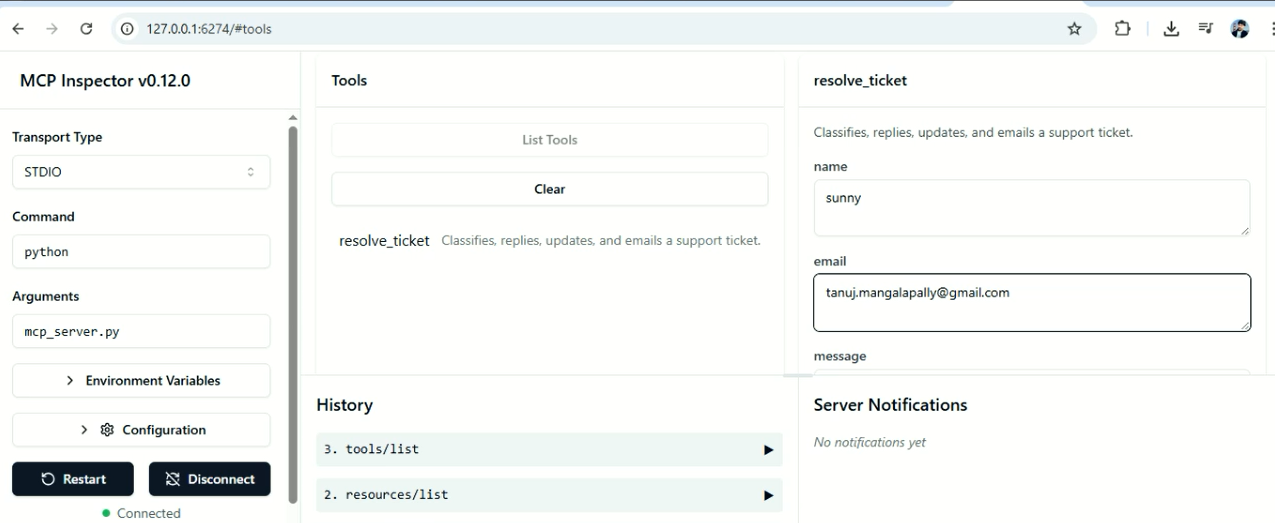 127.0.0.1:6274/#tools
MCP Inspector v0.12.0
Transport Type
STDIO
Command
python
Arguments
mcp_server.py
Environment Variables
Configuration
Restart
Disconnect
Connected
Tools
List Tools
Clear
resolve_ticket Classifies, replies, updates, and emails a support ticket.
History
3. tools/list
2. resources/list
resolve_ticket
Classifies, replies, updates, and emails a support ticket.
name
sunny
email
tanuj.mangalapally@gmail.com
message
Server Notifications
No notifications yet